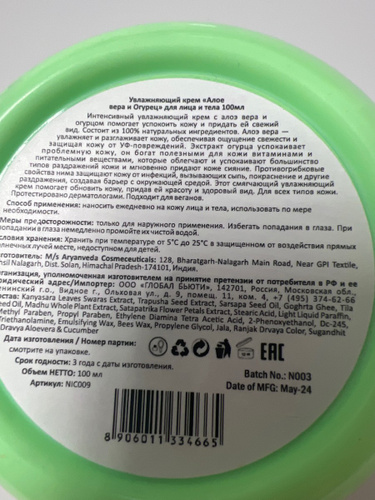 Увлажняющий крем «Алое
вера и Огурец» для лица и тела 100мл
Интенсивный увлажняющий крем с алоэ вера и
огурцом помогает успокоить кожу и придать ей свежий
вид. Состоит из 100% натуральных ингредиентов. Алоэ вера —
увлажняет и разглаживает кожу, обеспечивая ощущение свежести и
защищая кожу от УФ-повреждений. Экстракт огурца успокаивает
проблемную кожу, он богат полезными для кожи витаминами и
питательными веществами, которые облегчают и успокаивают большинство
типов раздражений кожи и мгновенно придают коже сияние. Противогрибковые
свойства кожи защищают кожу от инфекций, вызывающих сыпь, покраснение и другие
раздражения, создавая барьер с окружающей средой. Этот смягчающий увлажняющий
крем помогает обновить кожу, придав ей красоту и здоровый вид. Для всех типов кожи.
Протестировано дерматологами. Подходит для веганов.
Способ применения: наносить ежедневно на кожу лица и тела, использовать по мере
необходимости.
Меры предосторожности: только для наружного применения. Избегать попадания в глаза. При
попадании в глаза немедленно промойте их чистой водой.
Условия хранения: Хранить при температуре от 5°С до 25°С в защищенном от воздействия прямых
солнечных лучей месте, недоступном для детей.
Изготовитель: M/s Aryanveda Cosmeceuticals: 128, Bharatgarh-Nalagarh Main Road, Near GPI Textile,
Tehsil Nalagarh, Dist. Solan, Himachal Pradesh-174101, Индия.
Организация, уполномоченная изготовителем на принятие претензии от потребителя в РФ и ее
юридический адрес/Импортер: ООО «ГЛОБАЛ БЬЮТИ», 142701, Россия, Московская обл.,
г.о., Видное г., Ольховая ул., д. 9, помещ. 11, ком. 4, +7 (495) 374-62-66
Состав: Kanyasara Leaves Swaras Extract, Trapusha Seed Extract, Sarsapa Seed Oil, Goghrta Ghee, Tila
Seed Oil, Madhu Whole Plant Extract, Satapatrika Flower Petals Extract, Stearic Acid, Light Liquid Paraffin,
Methyl Paraben, Propyl Paraben, Ethylene Diamina Tetra Acetic Acid, 2-Phenoxyethanol, Dc-245,
Triethanolamine, Emulsifying Wax, Bees Wax, Propylene Glycol, Jala, Ranjak Drvya Color, Sugandhit
Dravya Aloevera & Cucumber
Дата изготовления / Номер партии:
смотрите на упаковке.
Срок годности: 3 года с даты изготовления.
Объем НЕТТО: 100 мл
Артикул: NIC009
EAC
Batch No.: N003
Date of MFG: May-24
8 906011 334665